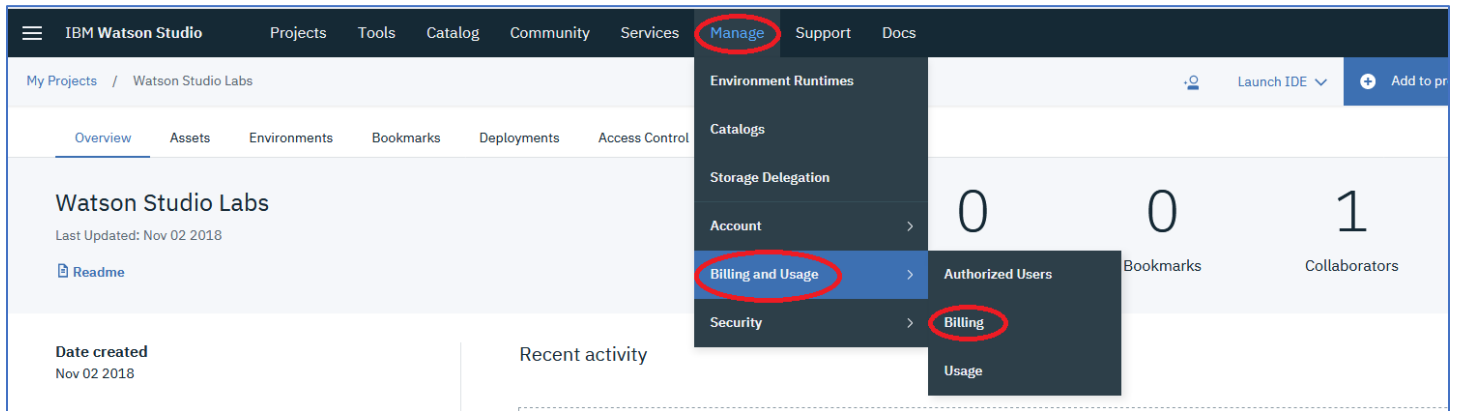 IBM Watson Studio Projects Tools Catalog Community Services Manage Support Docs
My Projects / Watson Studio Labs Launch IDE Add to pr
Overview Assets Environments Bookmarks Deployments Access Control
Environment Runtimes
Catalogs
Storage Delegation
Account
Billing and Usage
Security
Authorized Users
Billing
Usage
Watson Studio Labs
Last Updated: Nov 02 2018
Readme
0 0 1
Bookmarks Collaborators
Date created
Nov 02 2018
Recent activity